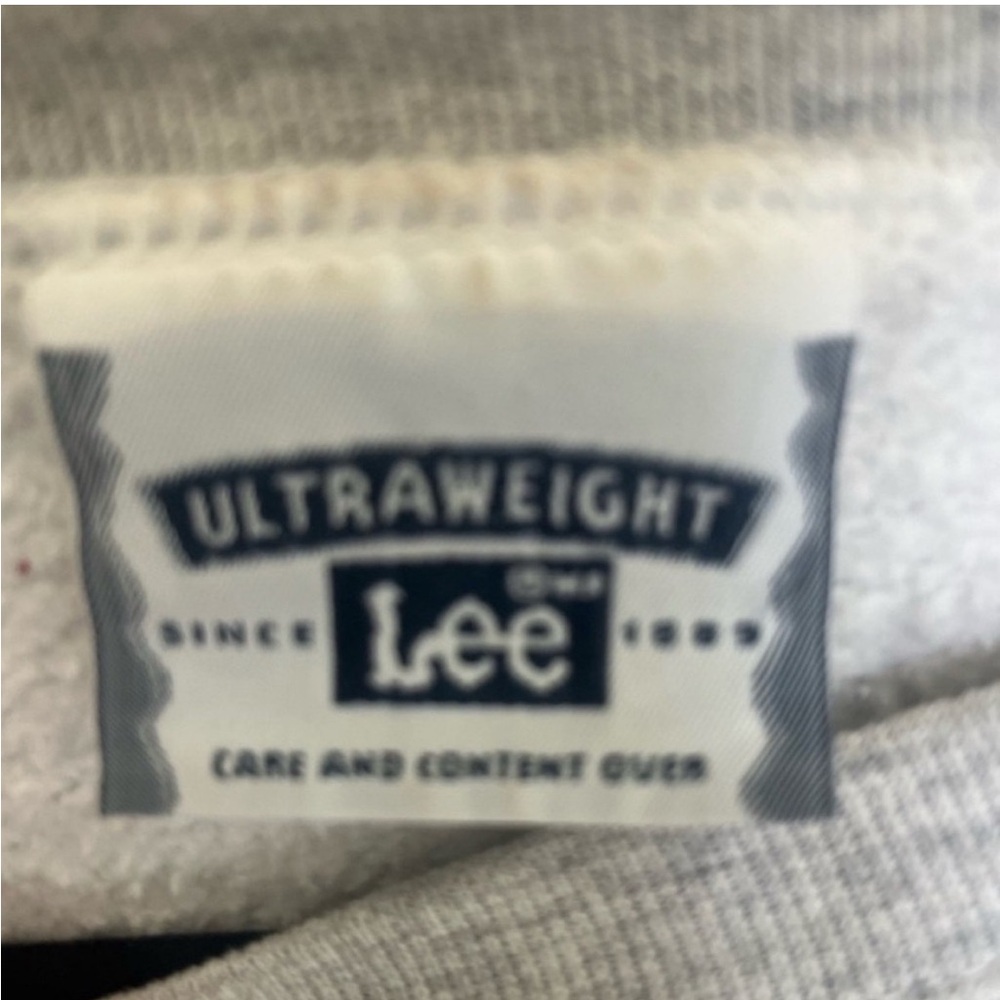 ULTRAWEIGHT
Lee
SINCE 1889
CARE AND CONTENT OVER